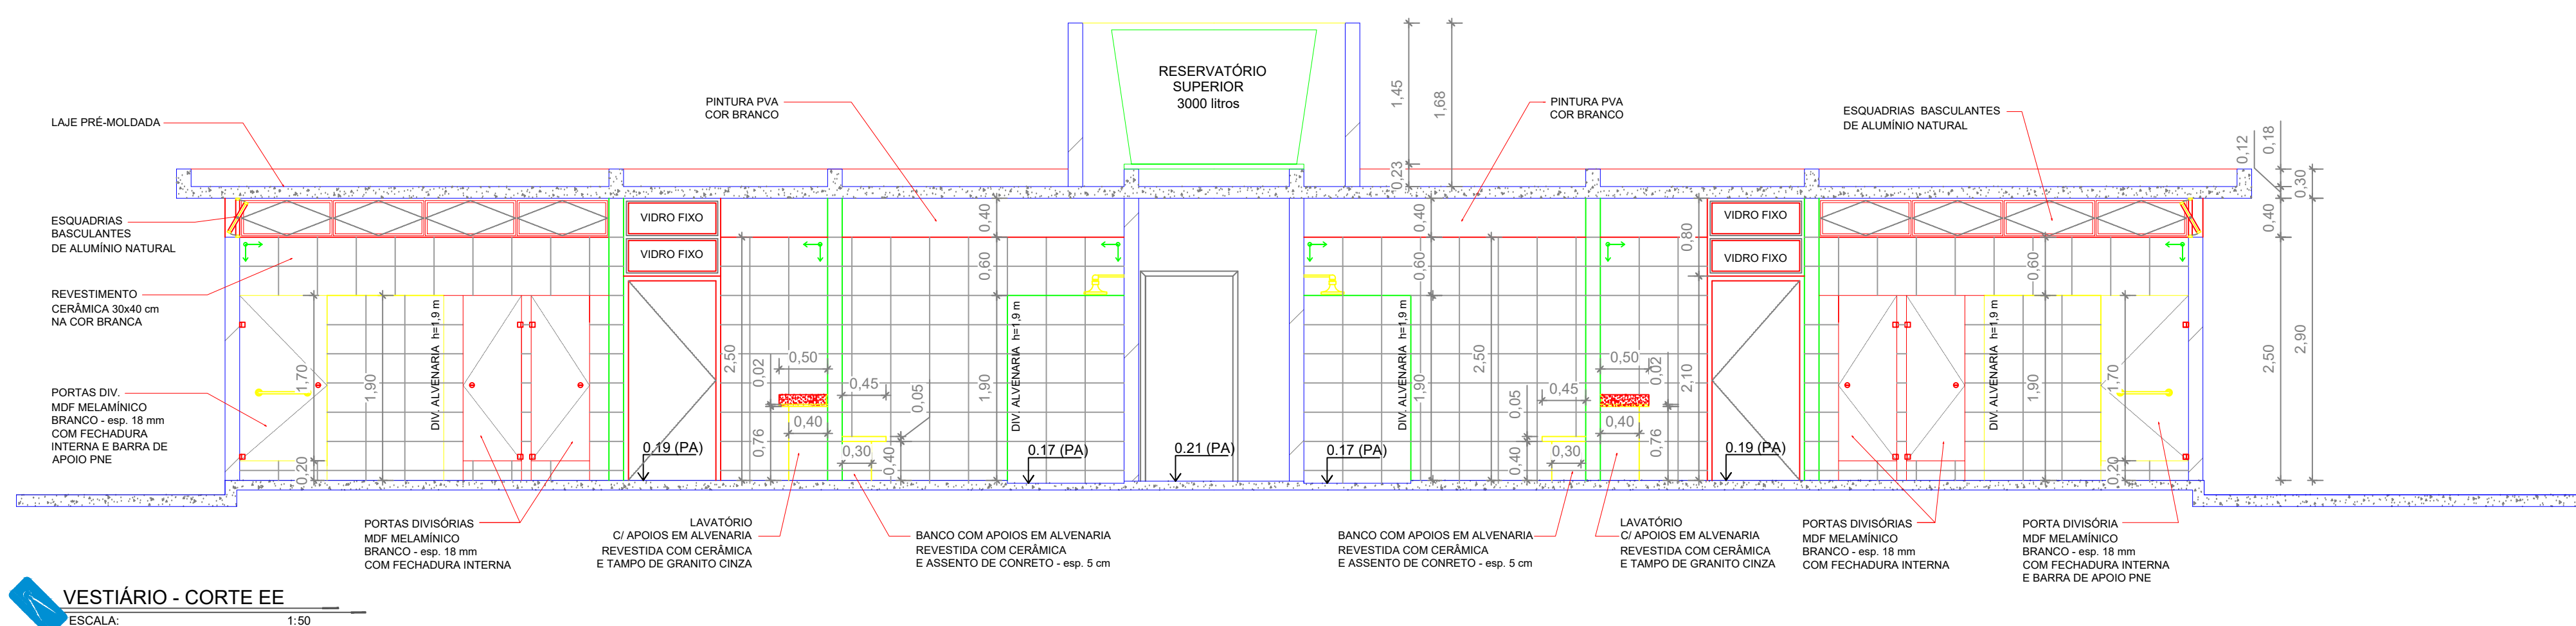 RESERVATÓRIO
SUPERIOR
3000 litros
1,45
1,68
0,23
LAJE PRÉ-MOLDADA
PINTURA PVA
COR BRANCO
PINTURA PVA
COR BRANCO
ESQUADRIAS BASCULANTES
DE ALUMÍNIO NATURAL
0,12
0,18
0,30
0,40
2,50
2,90
ESQUADRIAS
BASCULANTES
DE ALUMÍNIO NATURAL
REVESTIMENTO
CERÂMICA 30x40 cm
NA COR BRANCA
PORTAS DIV.
MDF MELAMÍNICO
BRANCO - esp. 18 mm
COM FECHADURA
INTERNA E BARRA DE
APOIO PNE
1,70
0,20
1,90
DIV. ALVENARIA h=1,9 m
VIDRO FIXO
VIDRO FIXO
0.19 (PA)
2,50
0,02
0,76
0,50
0,40
0,45
0,30
0,05
0,40
0,40
0,60
1,90
DIV. ALVENARIA h=1,9 m
0.17 (PA)
0.21 (PA)
0.17 (PA)
DIV. ALVENARIA h=1,9 m
0,40
0,60
1,90
2,50
0,05
0,40
0,45
0,30
0,50
0,40
0,02
0,76
0,80
2,10
VIDRO FIXO
VIDRO FIXO
0.19 (PA)
DIV. ALVENARIA h=1,9 m
0,60
1,90
1,70
0,20
PORTAS DIVISÓRIAS
MDF MELAMÍNICO
BRANCO - esp. 18 mm
COM FECHADURA INTERNA
LAVATÓRIO
C/ APOIOS EM ALVENARIA
REVESTIDA COM CERÂMICA
E TAMPO DE GRANITO CINZA
BANCO COM APOIOS EM ALVENARIA
REVESTIDA COM CERÂMICA
E ASSENTO DE CONRETO - esp. 5 cm
BANCO COM APOIOS EM ALVENARIA
REVESTIDA COM CERÂMICA
E ASSENTO DE CONRETO - esp. 5 cm
LAVATÓRIO
C/ APOIOS EM ALVENARIA
REVESTIDA COM CERÂMICA
E TAMPO DE GRANITO CINZA
PORTAS DIVISÓRIAS
MDF MELAMÍNICO
BRANCO - esp. 18 mm
COM FECHADURA INTERNA
PORTA DIVISÓRIA
MDF MELAMÍNICO
BRANCO - esp. 18 mm
COM FECHADURA INTERNA
E BARRA DE APOIO PNE
VESTIÁRIO - CORTE EE
ESCALA: 1:50